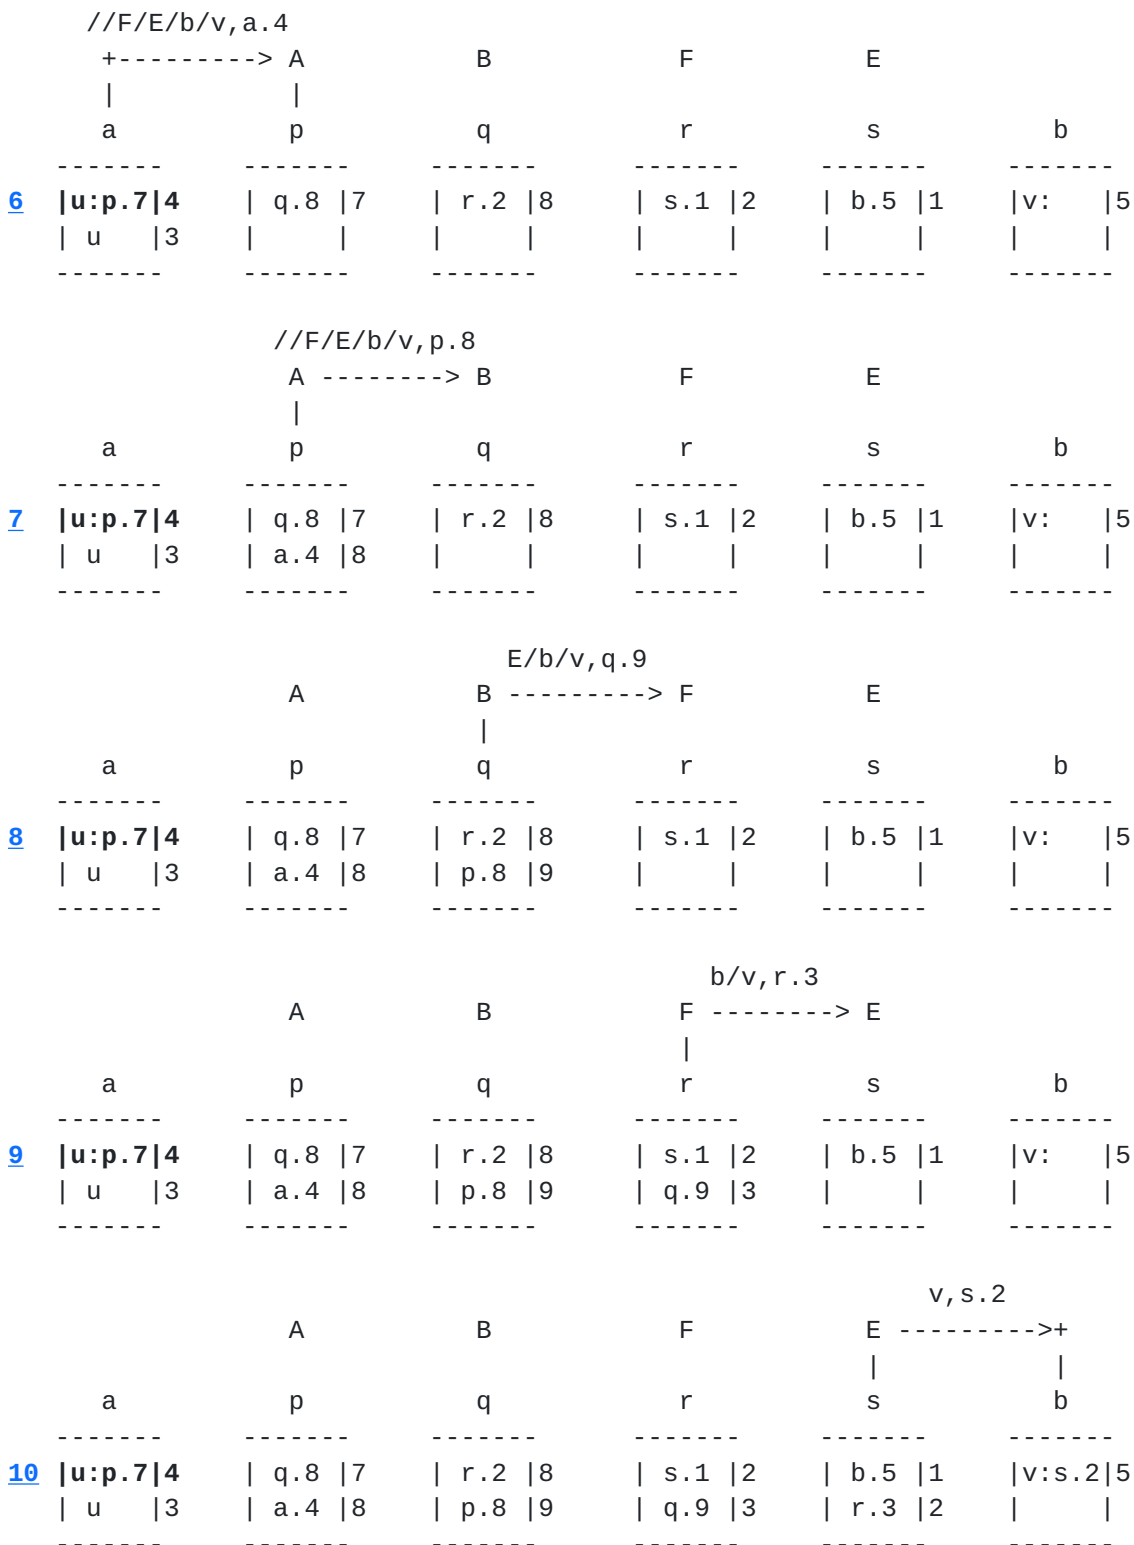 //F/E/b/v,a.4
      +---------> A           B            F           E
      |           |
      a           p           q            r           s           b
   -------     -------     -------      -------     -------     -------
6  |u:p.7|4    | q.8 |7    | r.2 |8     | s.1 |2    | b.5 |1    |v:   |5
   | u   |3    |     |     |     |      |     |     |     |     |     |
   -------     -------     -------      -------     -------     -------

                 //F/E/b/v,p.8
                  A --------> B            F           E
                  |
      a           p           q            r           s           b
   -------     -------     -------      -------     -------     -------
7  |u:p.7|4    | q.8 |7    | r.2 |8     | s.1 |2    | b.5 |1    |v:   |5
   | u   |3    | a.4 |8    |     |      |     |     |     |     |     |
   -------     -------     -------      -------     -------     -------

                                E/b/v,q.9
                  A           B ---------> F           E
                              |
      a           p           q            r           s           b
   -------     -------     -------      -------     -------     -------
8  |u:p.7|4    | q.8 |7    | r.2 |8     | s.1 |2    | b.5 |1    |v:   |5
   | u   |3    | a.4 |8    | p.8 |9     |     |     |     |     |     |
   -------     -------     -------      -------     -------     -------

                                             b/v,r.3
                  A           B            F --------> E
                                           |
      a           p           q            r           s           b
   -------     -------     -------      -------     -------     -------
9  |u:p.7|4    | q.8 |7    | r.2 |8     | s.1 |2    | b.5 |1    |v:   |5
   | u   |3    | a.4 |8    | p.8 |9     | q.9 |3    |     |     |     |
   -------     -------     -------      -------     -------     -------

                                                           v,s.2
                  A           B            F           E --------->+
                                                       |           |
      a           p           q            r           s           b
   -------     -------     -------      -------     -------     -------
10 |u:p.7|4    | q.8 |7    | r.2 |8     | s.1 |2    | b.5 |1    |v:s.2|5
   | u   |3    | a.4 |8    | p.8 |9     | q.9 |3    | r.3 |2    |     |
   -------     -------     -------      -------     -------     -------